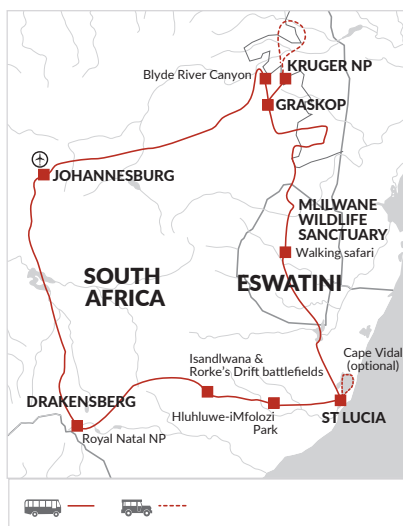 KRUGER NP
Blyde River Canyon
GRASKOP
JOHANNESBURG
MLILWANE
WILDLIFE
SANCTUARY
Walking safari
SOUTH
AFRICA
ESWATINI
Isandlwana &
Rorke's Drift battlefields
Cape Vidal
(optional)
DRAKENSBERG
Hluhluwe-iMfolozi
Park
ST LUCIA
Royal Natal NP